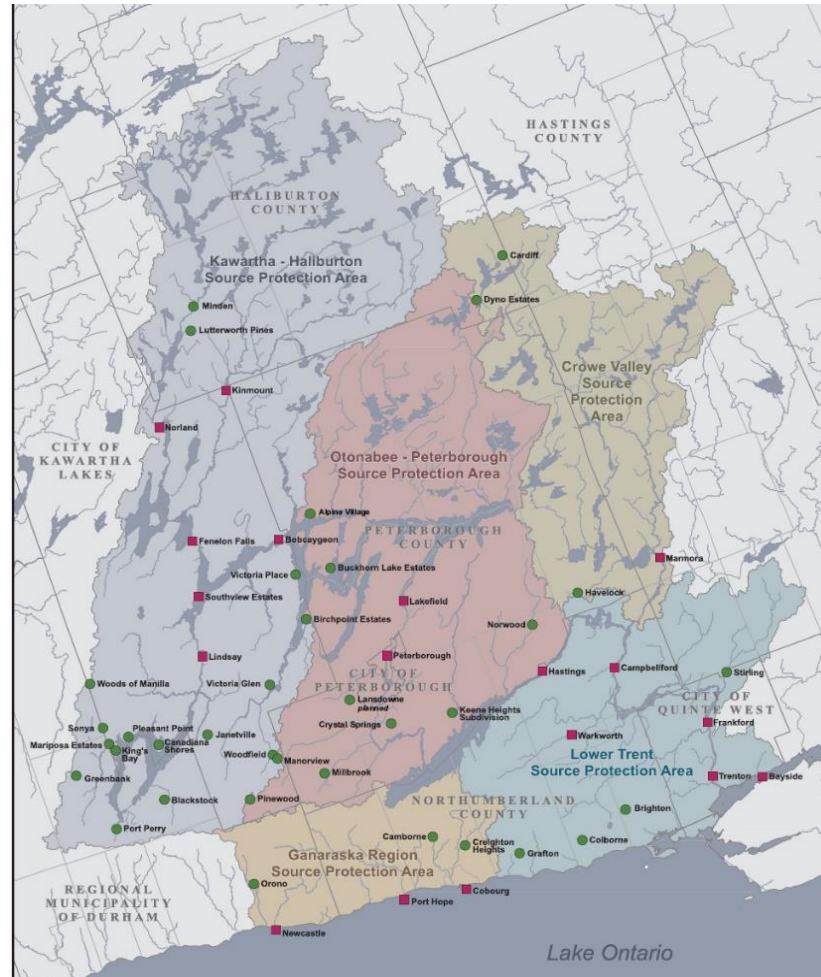 HASTINGS
COUNTY
HALIBURTON
COUNTY
Kawartha - Haliburton
Source Protection Area
Cardiff
Dyno Estates
Minden
Lutterworth Pines
Crowe Valley
Source
Protection
Area
Kinmount
Norland
CITY OF
KAWARTHA
LAKES
Otonabee - Peterborough
Source Protection Area
Alpine Village
PETERBOROUGH
COUNTY
Fenelon Falls
Bobcaygeon
Marmora
Victoria Place
Buckhorn Lake Estates
Southview Estates
Lakefield
Havelock
Birchpoint Estates
Norwood
Lindsay
Peterborough
Hastings
Campbellford
Stirling
Woods of Manilla
Victoria Glen
CITY OF
PETERBOROUGH
CITY OF
QUINTE WEST
Lansdowne
planned
Keene Heights
Subdivision
Crystal Springs
Frankford
Sonya
Pleasant Point
Janetville
Mariposa Estates
King's
Bay
Canadiana
Shores
Warkworth
Woodfield
Manorview
Lower Trent
Source Protection Area
Greenbank
Millbrook
Trenton
Bayside
Blackstock
Pinewood
NORTHUMBERLAND
COUNTY
Brighton
Port Perry
Camborne
Creighton
Heights
Colborne
Grafton
Ganaraska Region
Source Protection Area
REGIONAL
MUNICIPALITY
OF DURHAM
Orono
Cobourg
Port Hope
Newcastle
Lake Ontario